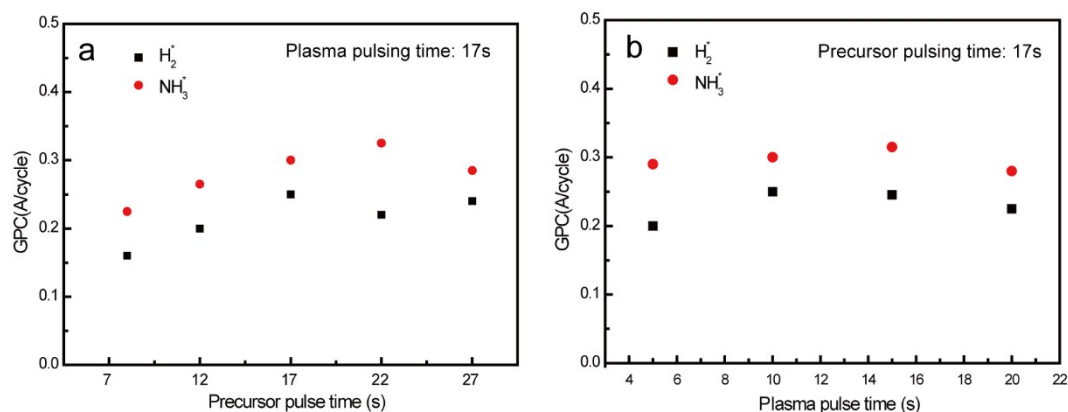 a
H₂*
NH₃*
Plasma pulsing time: 17s
0.5
0.4
0.3
0.2
0.1
0.0
GPC(A/cycle)
7 12 17 22 27
Precursor pulse time (s)
b
H₂*
NH₃*
Precursor pulsing time: 17s
0.5
0.4
0.3
0.2
0.1
0.0
GPC(A/cycle)
4 6 8 10 12 14 16 18 20 22
Plasma pulse time (s)